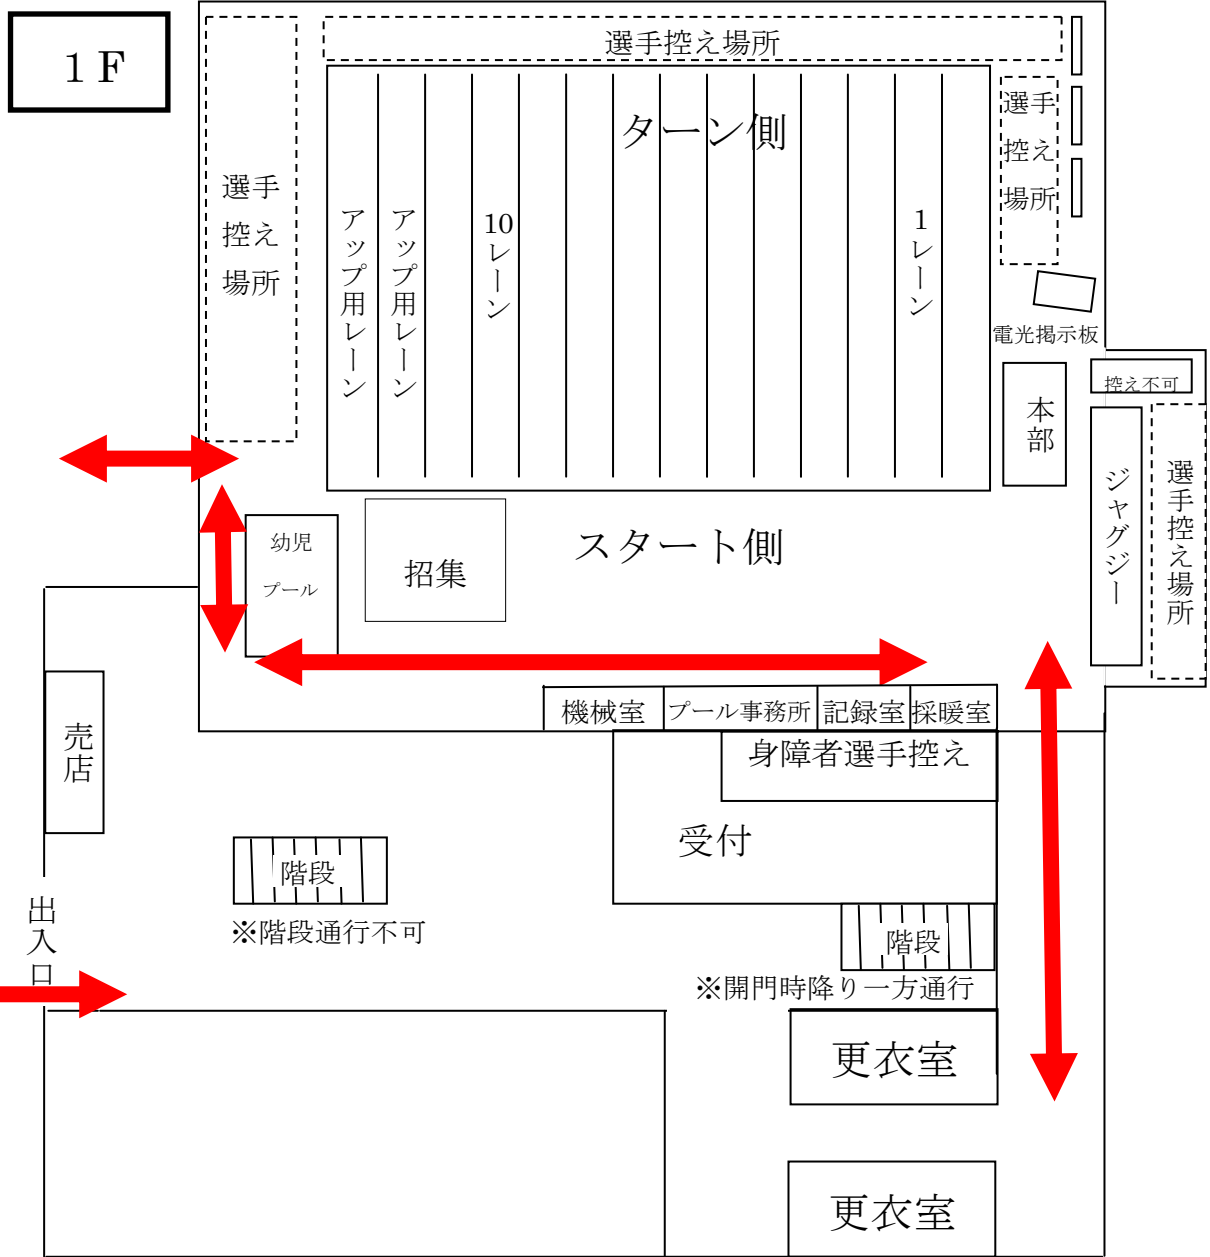 １Ｆ
選手控え場所
選手
控え
場所
ターン側
選手
控え
場所
アップ用レーン
アップ用レーン
10レーン
1レーン
電光掲示板
控え不可
本部
ジャグジー
選手控え場所
幼児
プール
招集
スタート側
機械室
プール事務所
記録室
採暖室
売店
身障者選手控え
受付
階段
※階段通行不可
出入口
階段
※開門時降り一方通行
更衣室
更衣室